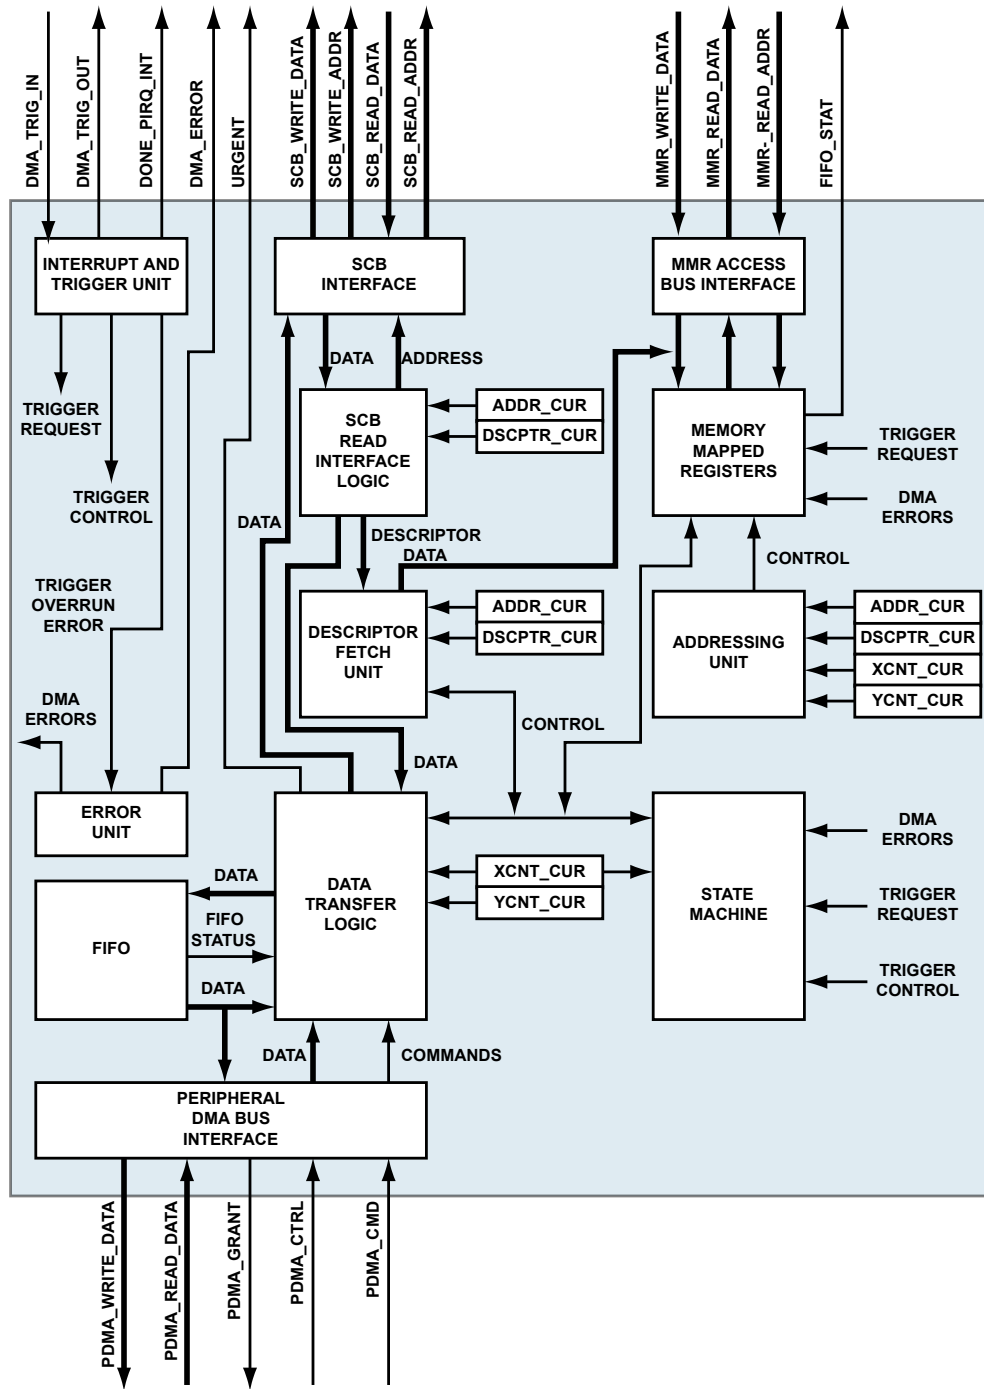 DMA_TRIG_IN
DMA_TRIG_OUT
DONE_PIRQ_INT
DMA_ERROR
URGENT
SCB_WRITE_DATA
SCB_WRITE_ADDR
SCB_READ_DATA
SCB_READ_ADDR
MMR_WRITE_DATA
MMR_READ_DATA
MMR-_READ_ADDR
FIFO_STAT
INTERRUPT AND
TRIGGER UNIT
SCB
INTERFACE
MMR ACCESS
BUS INTERFACE
DATA
ADDRESS
TRIGGER
REQUEST
TRIGGER
CONTROL
SCB
READ
INTERFACE
LOGIC
ADDR_CUR
DSCPTR_CUR
MEMORY
MAPPED
REGISTERS
TRIGGER
REQUEST
DMA
ERRORS
DATA
DESCRIPTOR
DATA
CONTROL
TRIGGER
OVERRUN
ERROR
DESCRIPTOR
FETCH
UNIT
ADDR_CUR
DSCPTR_CUR
ADDRESSING
UNIT
ADDR_CUR
DSCPTR_CUR
XCNT_CUR
YCNT_CUR
DMA
ERRORS
CONTROL
DATA
ERROR
UNIT
DATA
TRANSFER
LOGIC
XCNT_CUR
YCNT_CUR
STATE
MACHINE
DMA
ERRORS
TRIGGER
REQUEST
TRIGGER
CONTROL
DATA
FIFO
STATUS
FIFO
DATA
DATA
COMMANDS
PERIPHERAL
DMA BUS
INTERFACE
PDMA_WRITE_DATA
PDMA_READ_DATA
PDMA_GRANT
PDMA_CTRL
PDMA_CMD